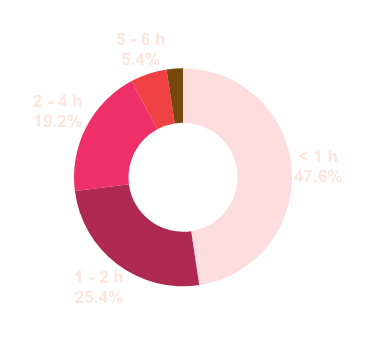 5 - 6 h
5.4%
2 - 4 h
19.2%
< 1 h
47.6%
1 - 2 h
25.4%